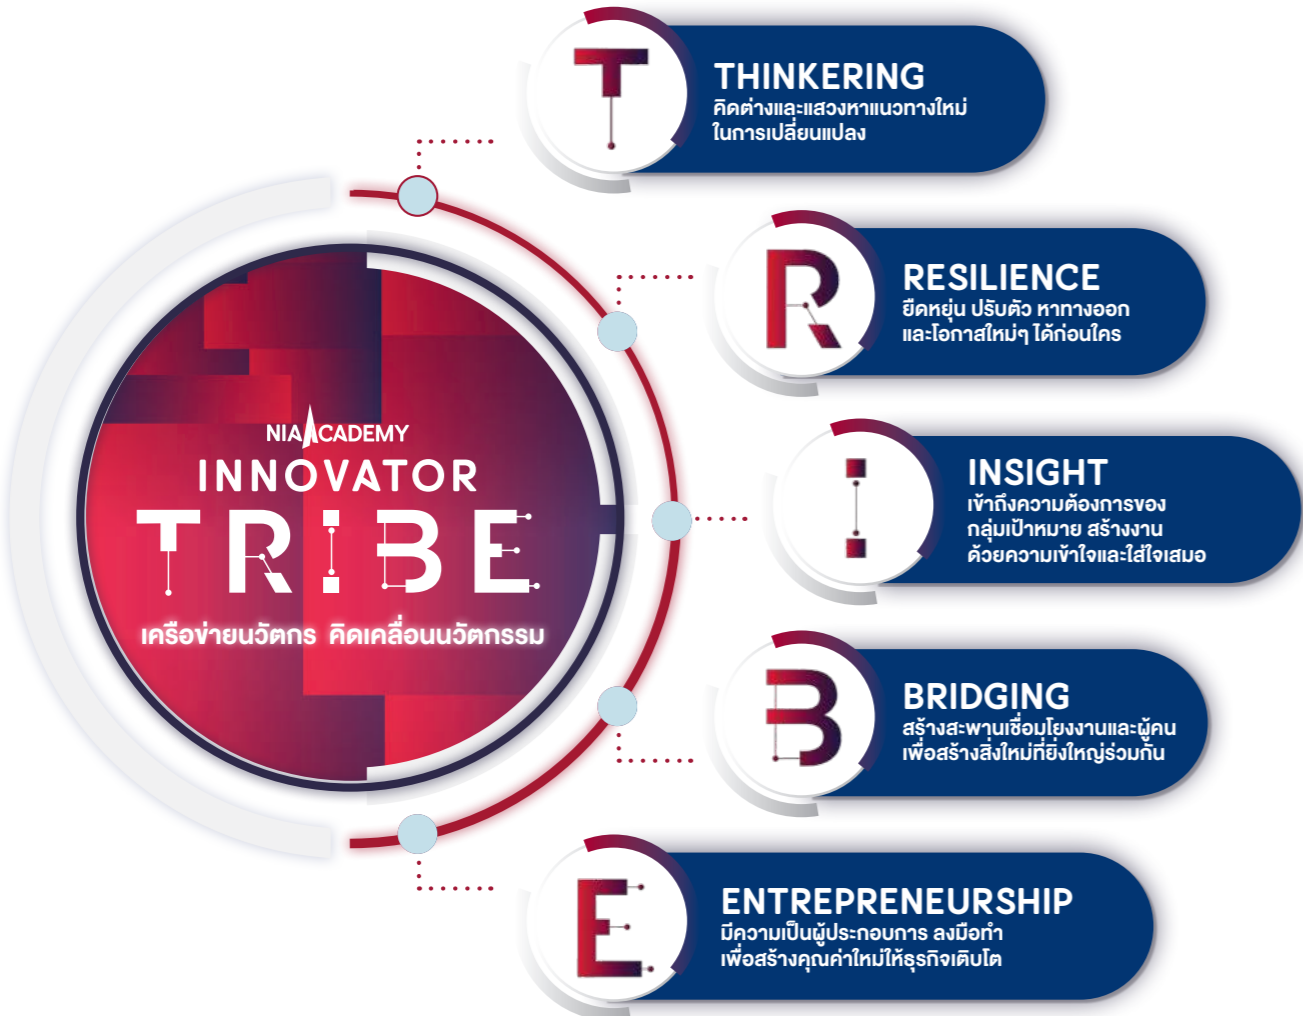 NIA ACADEMY
INNOVATOR
TRIBE
เครือข่ายนวัตกร คิดเคลื่อนนวัตกรรม
T
THINKERING
คิดต่างและแสวงหาแนวทางใหม่
ในการเปลี่ยนแปลง
R
RESILIENCE
ยืดหยุ่น ปรับตัว หาทางออก
และโอกาสใหม่ๆ ได้ก่อนใคร
I
INSIGHT
เข้าถึงความต้องการของ
กลุ่มเป้าหมาย สร้างงาน
ด้วยความเข้าใจและใส่ใจเสมอ
B
BRIDGING
สร้างสะพานเชื่อมโยงงานและผู้คน
เพื่อสร้างสิ่งใหม่ที่ยิ่งใหญ่ร่วมกัน
E
ENTREPRENEURSHIP
มีความเป็นผู้ประกอบการ ลงมือทำ
เพื่อสร้างคุณค่าใหม่ให้ธุรกิจเติบโต